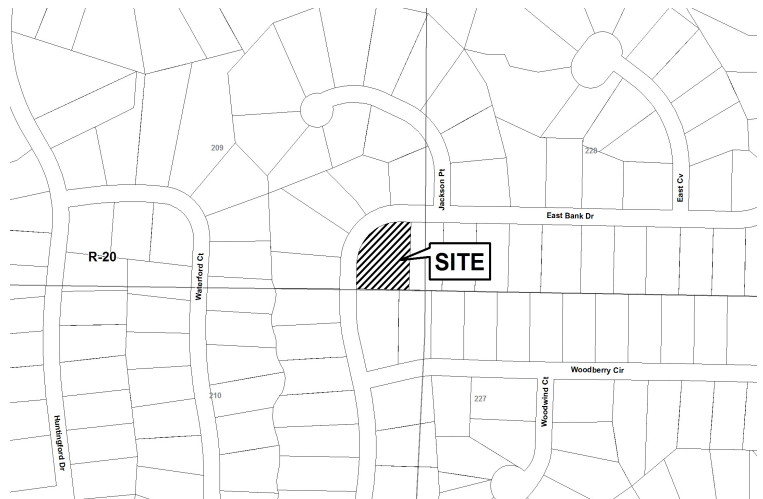 209
228
Jackson Pt
East Cv
East Bank Dr
R-20
SITE
Waterford Ct
Woodberry Cir
210
227
Woodwind Ct
Huntingford Dr